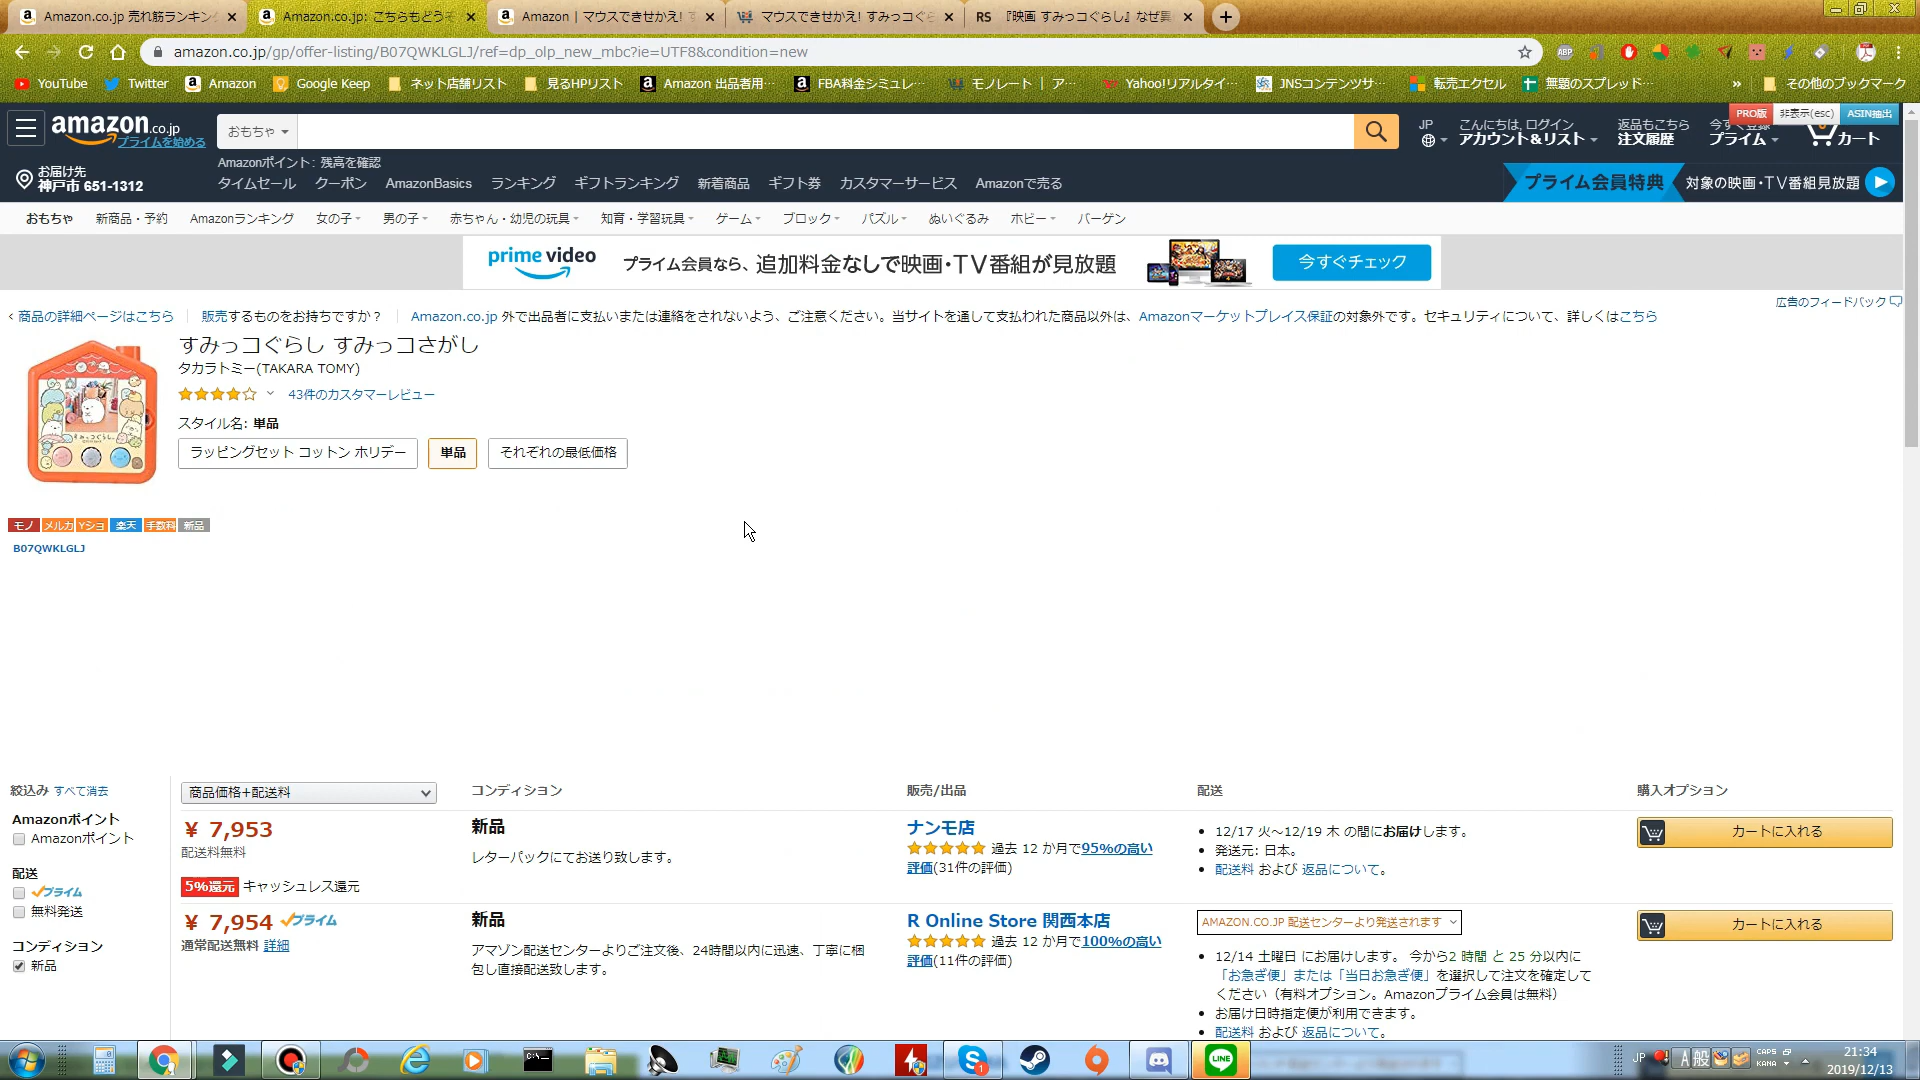 Amazon.co.jp 売れ筋ランキン
Amazon.co.jp: こちらもどうぞ
Amazon | マウスできせかえ! す
マウスできせかえ! すみっコぐら
RS 『映画 すみっコぐらし』なぜ異
amazon.co.jp/gp/offer-listing/B07QWKLGLJ/ref=dp_olp_new_mbc?ie=UTF8&condition=new
YouTube Twitter Amazon Google Keep ネット店舗リスト 見るHPリスト Amazon 出品者用… FBA料金シミュレ… モノレート | ア… Yahoo!リアルタイ… JNSコンテンツサ… 転売エクセル 無題のスプレッド… » その他のブックマーク
PRO版 非表示(esc) ASIN抽出
amazon.co.jp
プライムを始める
おもちゃ
JP
こんにちは, ログイン
アカウント&リスト
返品もこちら
注文履歴
プライム
カート
Amazonポイント: 残高を確認
お届け先
神戸市 651-1312
タイムセール クーポン AmazonBasics ランキング ギフトランキング 新着商品 ギフト券 カスタマーサービス Amazonで売る
プライム会員特典 対象の映画・TV番組見放題
おもちゃ 新商品・予約 Amazonランキング 女の子 男の子 赤ちゃん・幼児の玩具 知育・学習玩具 ゲーム ブロック パズル ぬいぐるみ ホビー バーゲン
prime video プライム会員なら、追加料金なしで映画・TV番組が見放題 今すぐチェック
広告のフィードバック
‹ 商品の詳細ページはこちら | 販売するものをお持ちですか？ | Amazon.co.jp 外で出品者に支払いまたは連絡をされないよう、ご注意ください。当サイトを通して支払われた商品以外は、Amazonマーケットプレイス保証の対象外です。セキュリティについて、詳しくはこちら
すみっコぐらし すみっコさがし
タカラトミー(TAKARA TOMY)
43件のカスタマーレビュー
スタイル名: 単品
ラッピングセット コットン ホリデー 単品 それぞれの最低価格
すみっコぐらし
モノ メルカ Yショ 楽天 手数料 新品
B07QWKLGLJ
絞込み すべて消去
Amazonポイント
Amazonポイント
配送
プライム
無料発送
コンディション
新品
商品価格+配送料 コンディション 販売/出品 配送 購入オプション
￥ 7,953
配送料無料
5%還元 キャッシュレス還元
新品
レターパックにてお送り致します。
ナンモ店
過去 12 か月で95%の高い
評価(31件の評価)
• 12/17 火～12/19 木 の間にお届けします。
• 発送元: 日本。
• 配送料 および 返品について。
カートに入れる
￥ 7,954 プライム
通常配送無料 詳細
新品
アマゾン配送センターよりご注文後、24時間以内に迅速、丁寧に梱
包し直接配送致します。
R Online Store 関西本店
過去 12 か月で100%の高い
評価(11件の評価)
AMAZON.CO.JP 配送センターより発送されます
• 12/14 土曜日 にお届けします。 今から2 時間 と 25 分以内に
「お急ぎ便」または「当日お急ぎ便」を選択して注文を確定して
ください（有料オプション。Amazonプライム会員は無料）
• お届け日時指定便が利用できます。
• 配送料 および 返品について。
カートに入れる
LINE
JP A般 CAPS KANA
21:34
2019/12/13